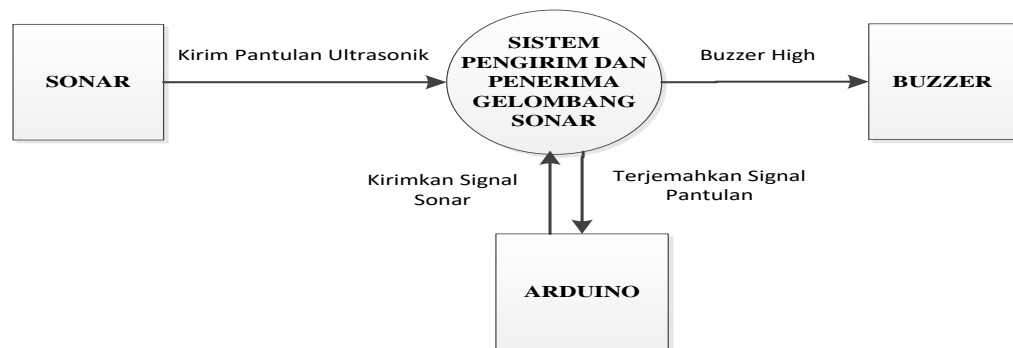 SONAR
Kirim Pantulan Ultrasonik
SISTEM
PENGIRIM DAN
PENERIMA
GELOMBANG
SONAR
Buzzer High
BUZZER
Kirimkan Signal
Sonar
Terjemahkan Signal
Pantulan
ARDUINO